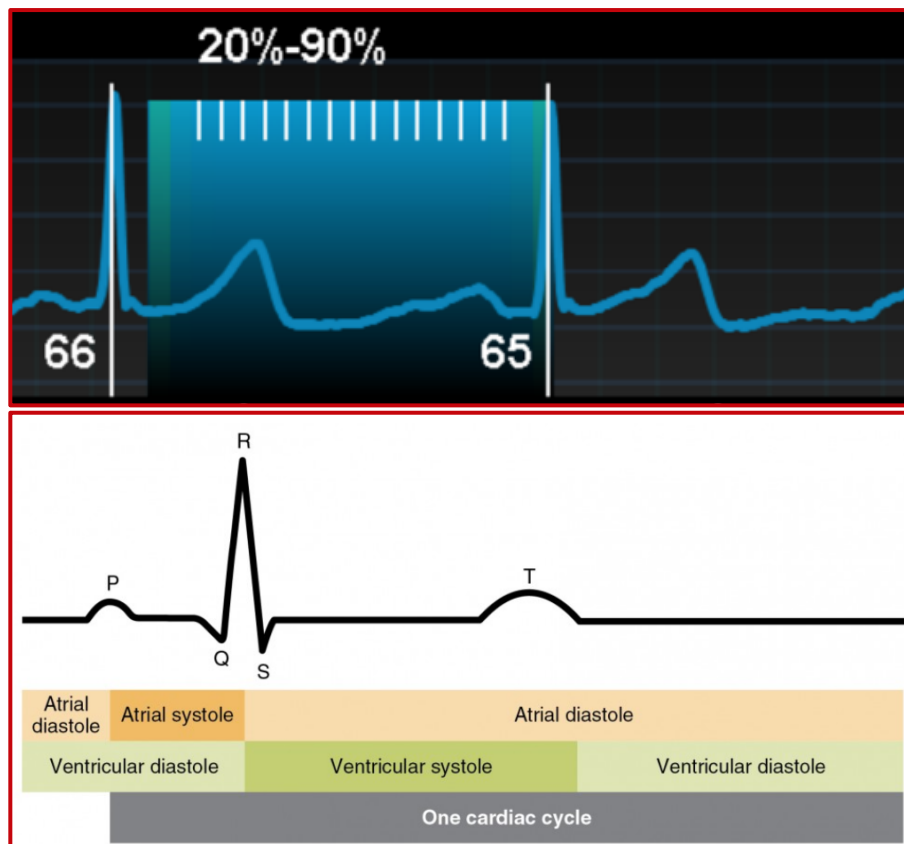 20%-90%
66
65
R
P
T
Q
S
Atrial
diastole
Atrial systole
Atrial diastole
Ventricular diastole
Ventricular systole
Ventricular diastole
One cardiac cycle